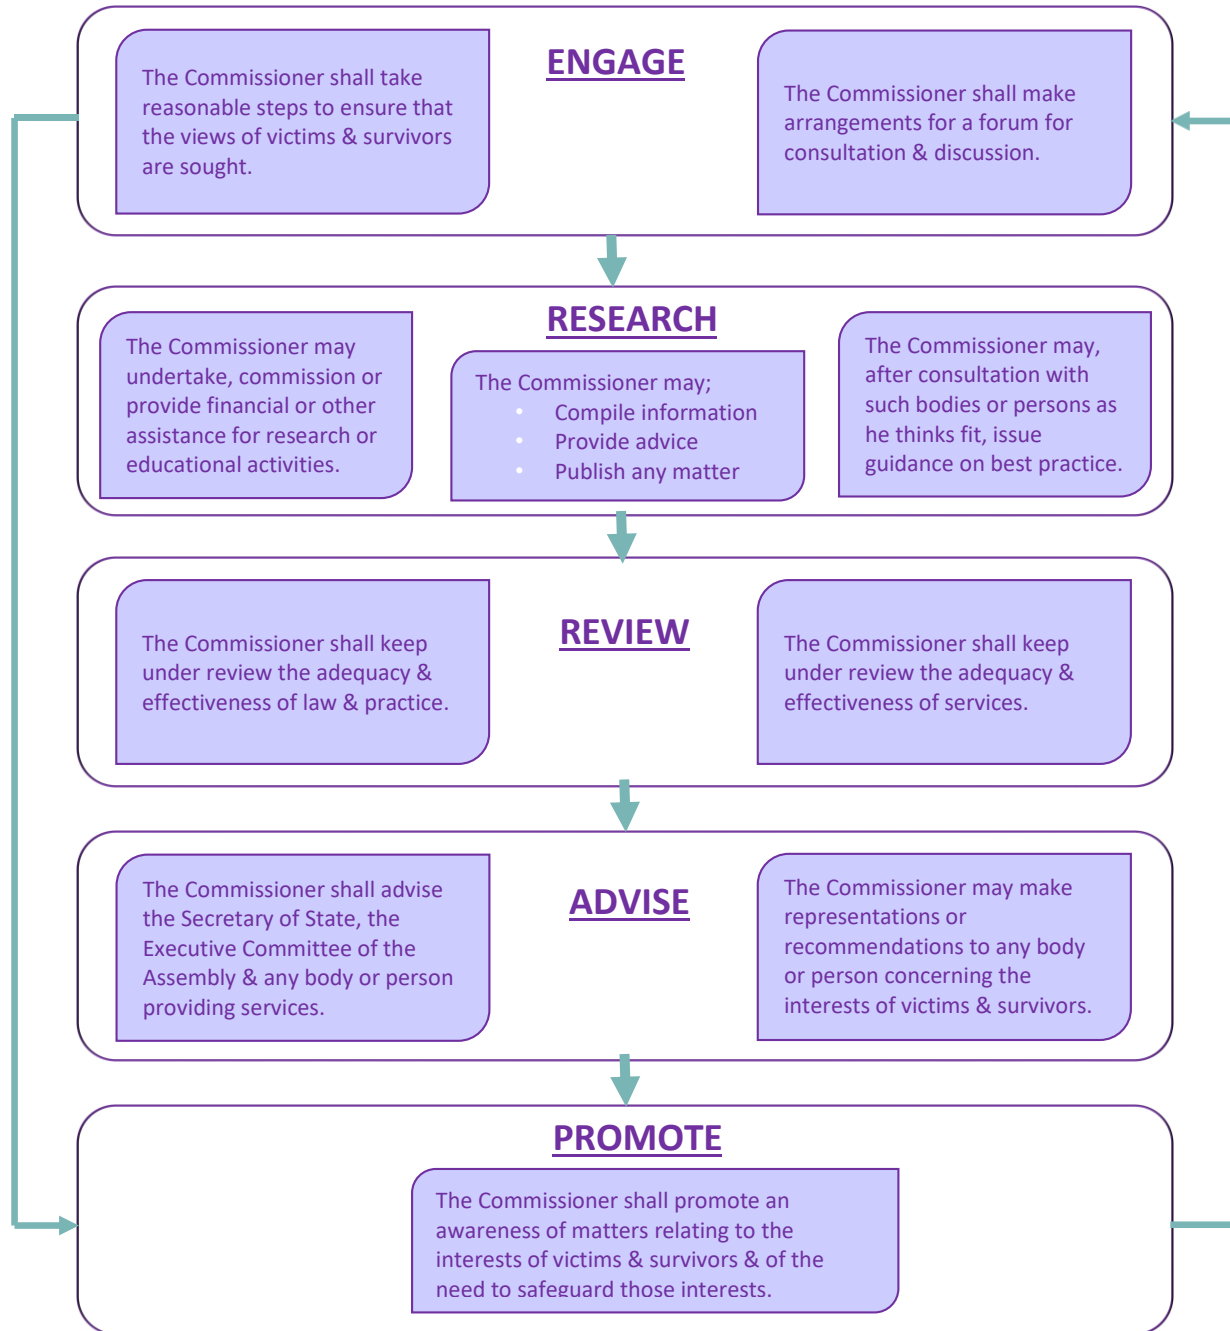 ENGAGE
The Commissioner shall take
reasonable steps to ensure that
the views of victims & survivors
are sought.
The Commissioner shall make
arrangements for a forum for
consultation & discussion.
RESEARCH
The Commissioner may
undertake, commission or
provide financial or other
assistance for research or
educational activities.
The Commissioner may;
• Compile information
• Provide advice
• Publish any matter
The Commissioner may,
after consultation with
such bodies or persons as
he thinks fit, issue
guidance on best practice.
REVIEW
The Commissioner shall keep
under review the adequacy &
effectiveness of law & practice.
The Commissioner shall keep
under review the adequacy &
effectiveness of services.
ADVISE
The Commissioner shall advise
the Secretary of State, the
Executive Committee of the
Assembly & any body or person
providing services.
The Commissioner may make
representations or
recommendations to any body
or person concerning the
interests of victims & survivors.
PROMOTE
The Commissioner shall promote an
awareness of matters relating to the
interests of victims & survivors & of the
need to safeguard those interests.